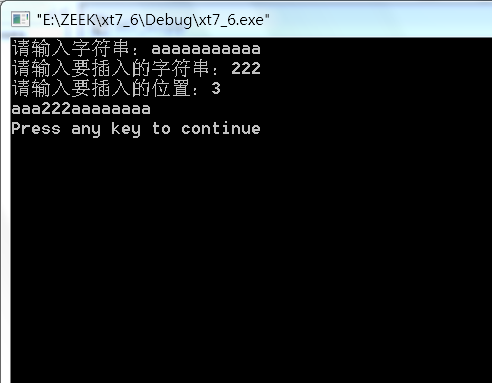 "E:\ZEEK\xt7_6\Debug\xt7_6.exe"
请输入字符串：aaaaaaaaaaa
请输入要插入的字符串：222
请输入要插入的位置：3
aaa222aaaaaaaa
Press any key to continue